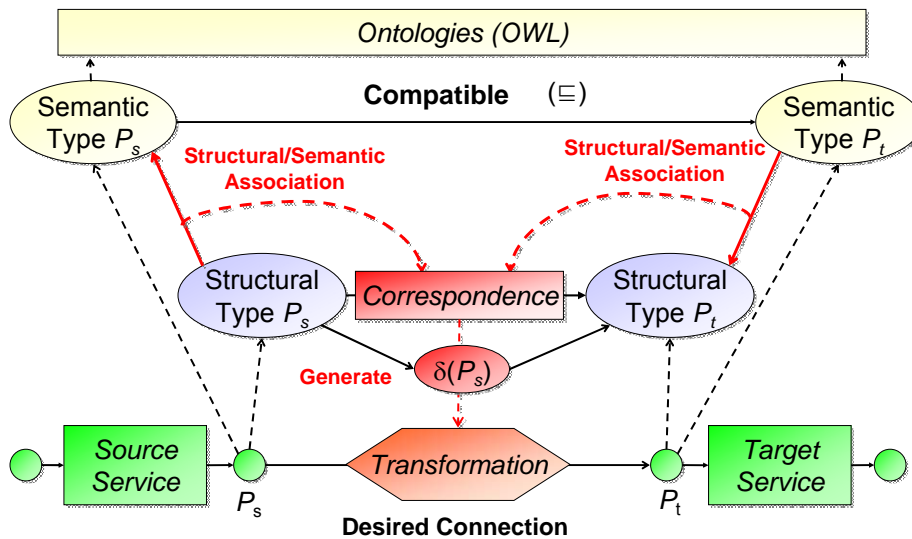 Ontologies (OWL)
Semantic
Type Ps
Compatible (⊑)
Semantic
Type Pt
Structural/Semantic
Association
Structural/Semantic
Association
Structural
Type Ps
Correspondence
Structural
Type Pt
Generate
δ(Ps)
Source
Service
Ps
Transformation
Pt
Target
Service
Desired Connection